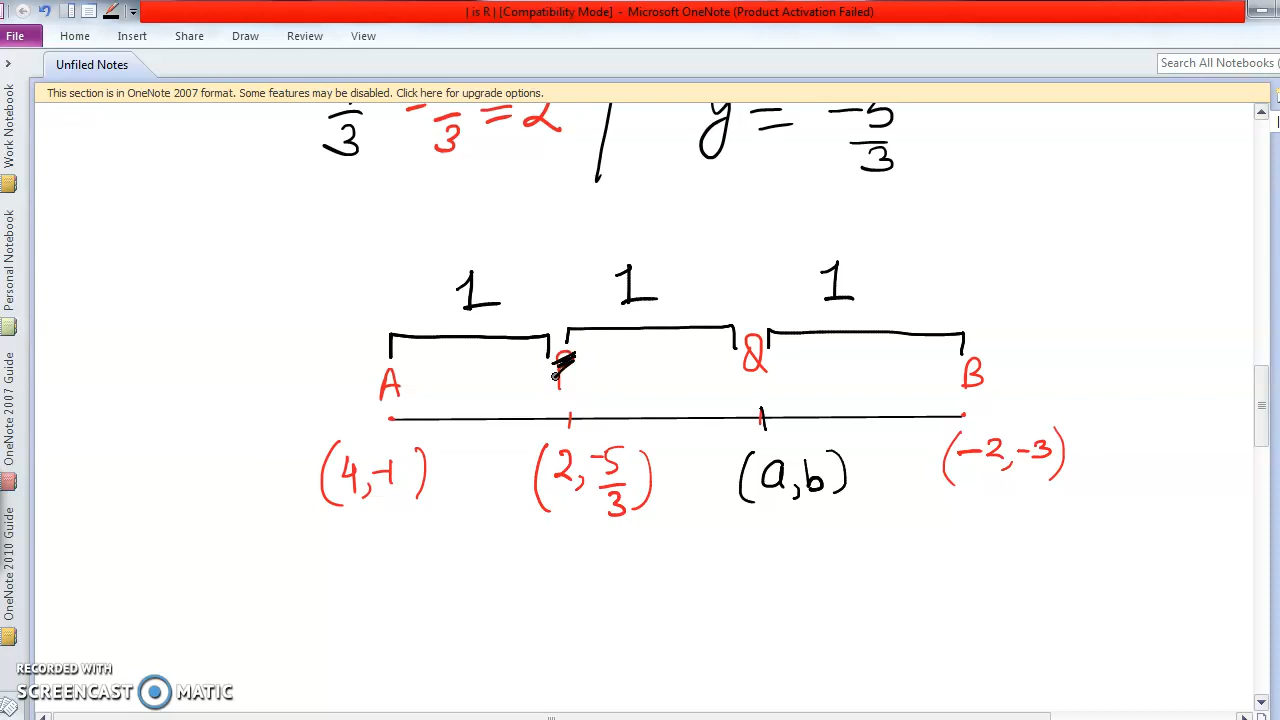 | is R | [Compatibility Mode] - Microsoft OneNote (Product Activation Failed)
File Home Insert Share Draw Review View
Unfiled Notes
Search All Notebooks (
This section is in OneNote 2007 format. Some features may be disabled. Click here for upgrade options.
Work Notebook
Personal Notebook
OneNote 2007 Guide
OneNote 2010 Guide
3 3 = 2 y = -5/3
1 1 1
A P Q B
(4,-1) (2, -5/3) (a,b) (-2,-3)
RECORDED WITH
SCREENCAST MATIC